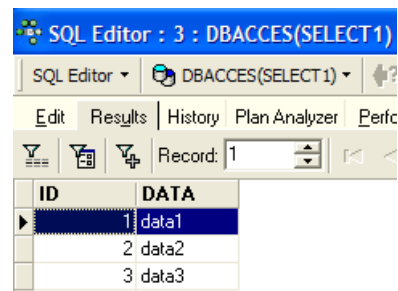 SQL Editor : 3 : DBACCES(SELECT1)
SQL Editor DBACCES(SELECT1)
Edit Results History Plan Analyzer
Record: 1
ID DATA
1 data1
2 data2
3 data3